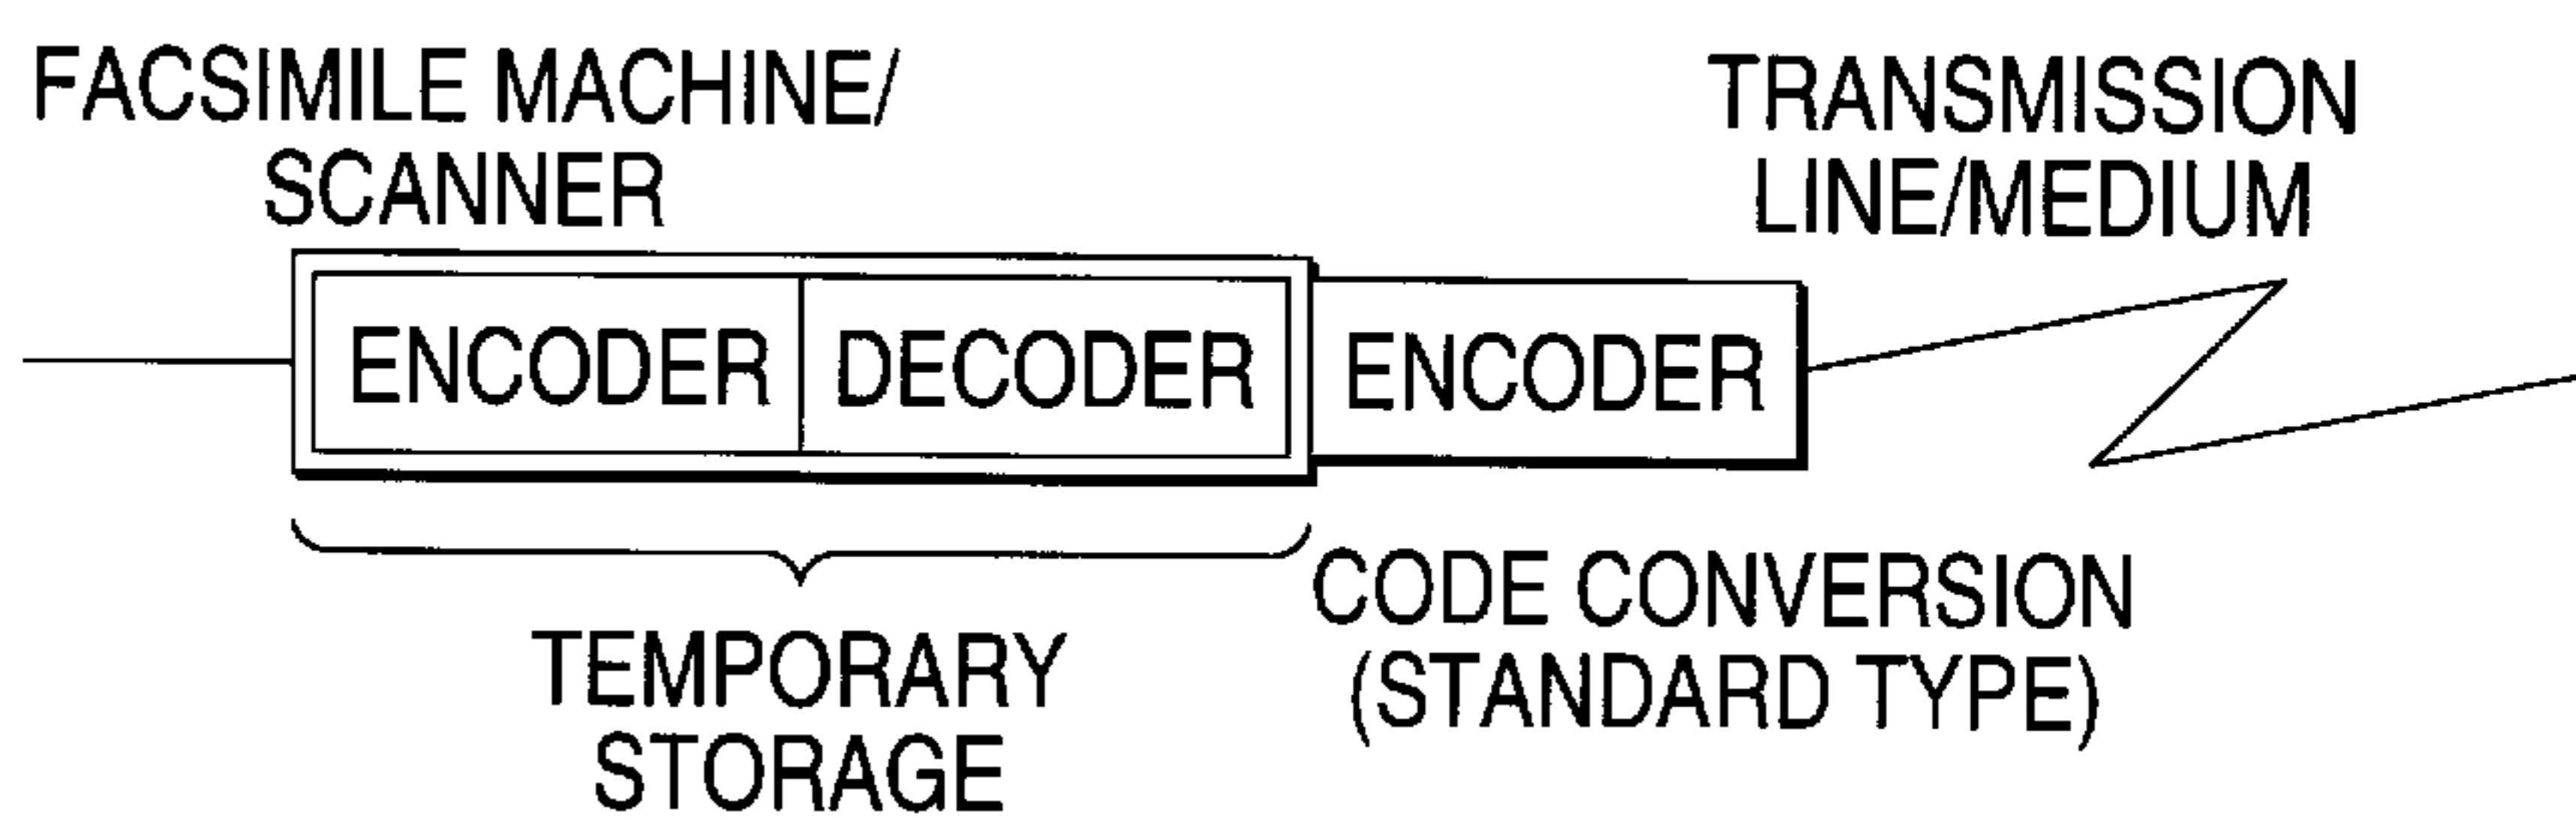 FACSIMILE MACHINE/
SCANNER
TRANSMISSION
LINE/MEDIUM
ENCODER
DECODER
ENCODER
TEMPORARY
STORAGE
CODE CONVERSION
(STANDARD TYPE)